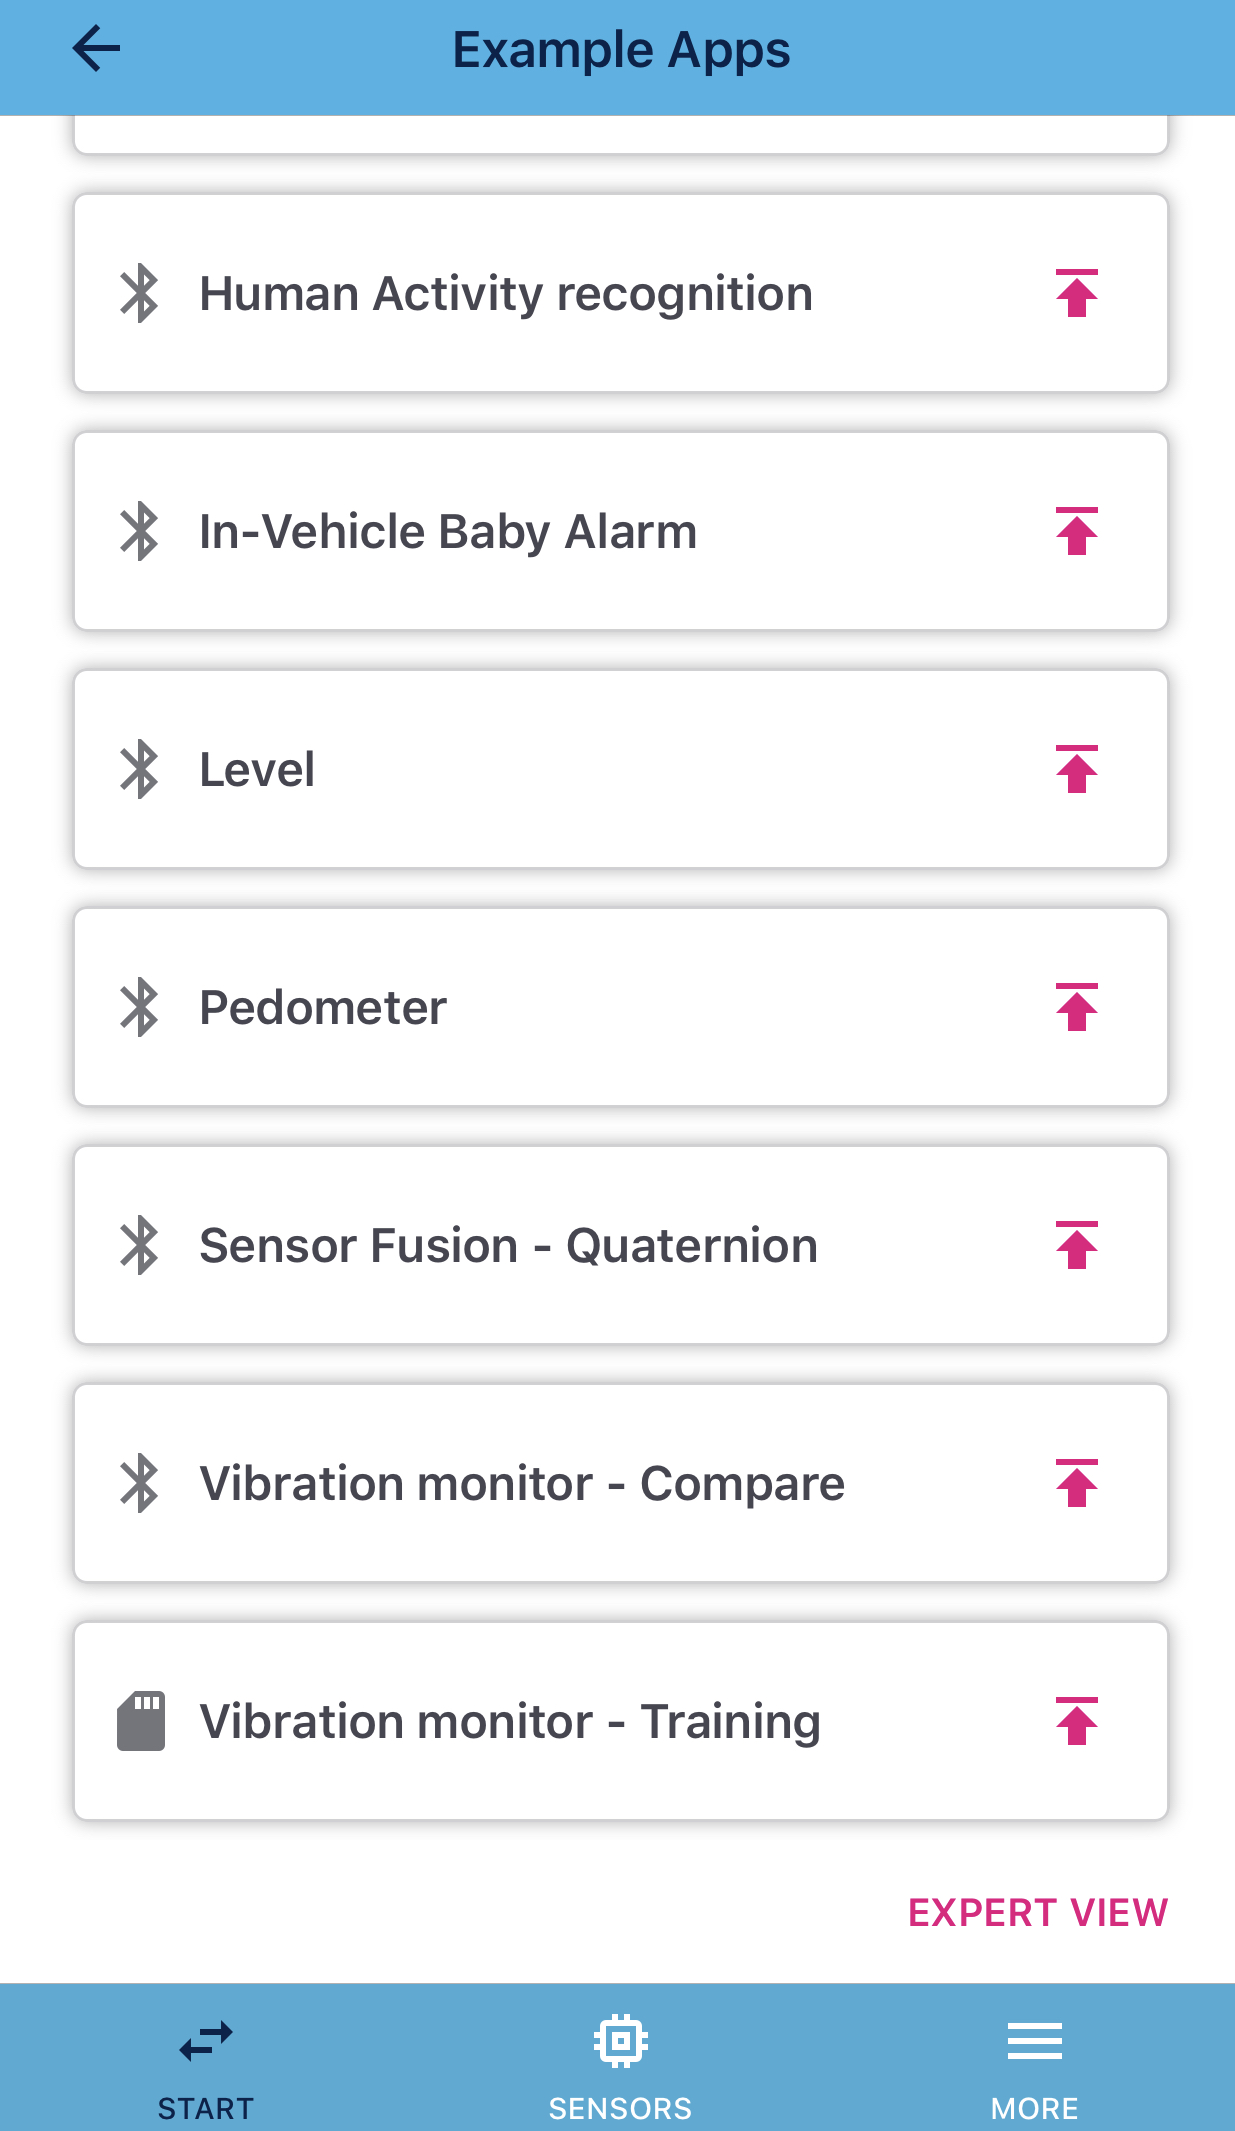 Example Apps
Human Activity recognition
In-Vehicle Baby Alarm
Level
Pedometer
Sensor Fusion - Quaternion
Vibration monitor - Compare
Vibration monitor - Training
EXPERT VIEW
START
SENSORS
MORE